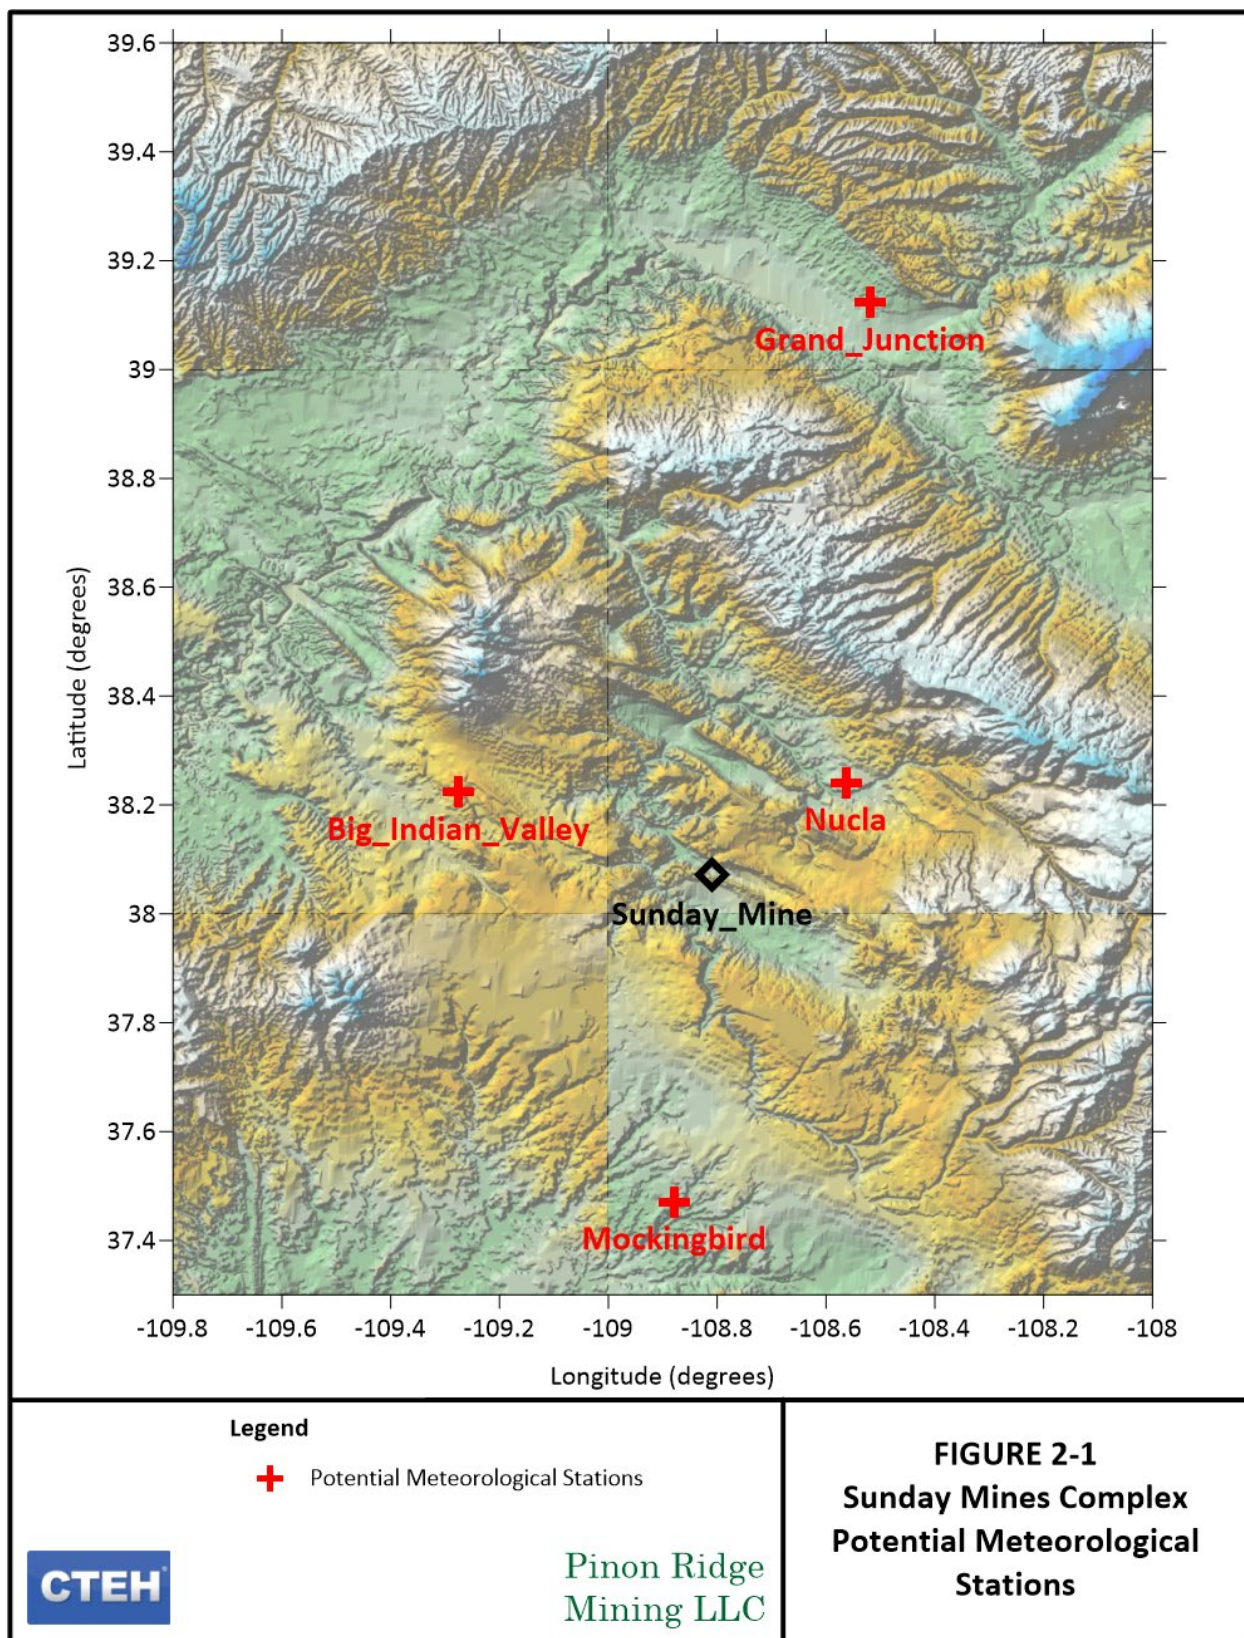 39.6
39.4
39.2
39
38.8
38.6
38.4
38.2
38
37.8
37.6
37.4
Latitude (degrees)
Grand_Junction
Big_Indian_Valley
Nucla
Sunday_Mine
Mockingbird
-109.8 -109.6 -109.4 -109.2 -109 -108.8 -108.6 -108.4 -108.2 -108
Longitude (degrees)
Legend
Potential Meteorological Stations
CTEH®
Pinon Ridge
Mining LLC
FIGURE 2-1
Sunday Mines Complex
Potential Meteorological
Stations